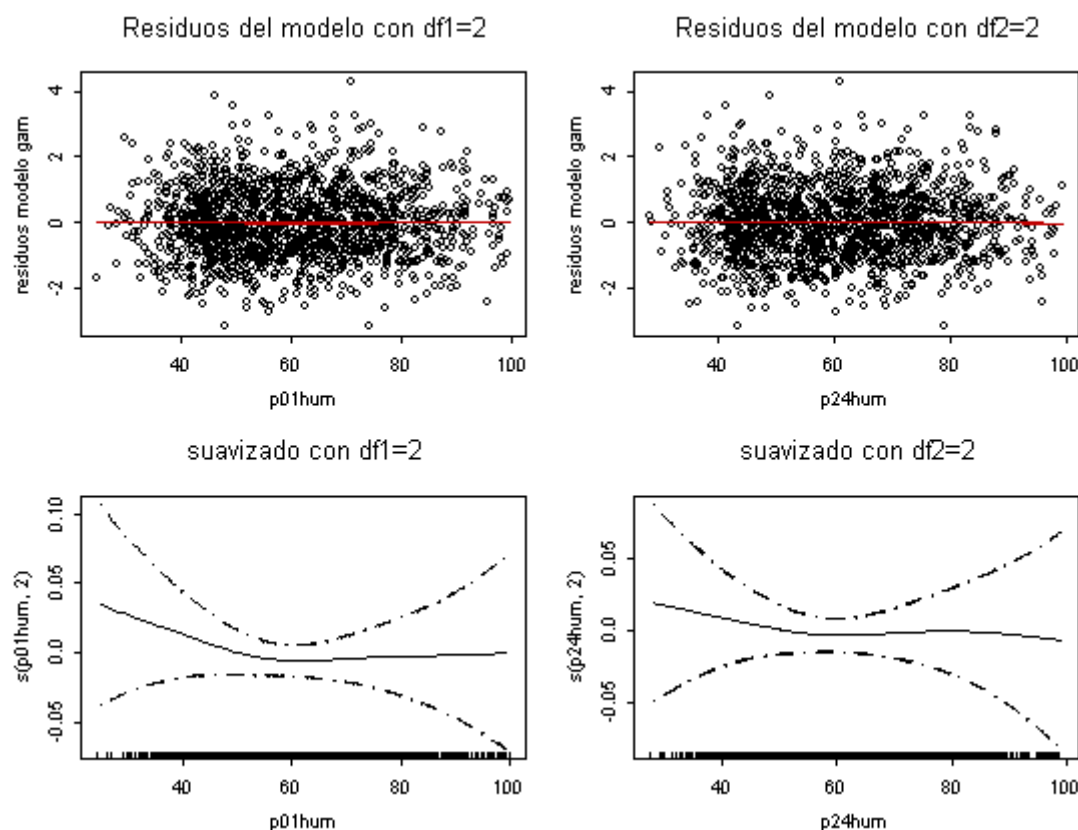 Residuos del modelo con df1=2
residuos modelo gam
4
2
0
-2
40 60 80 100
p01hum
Residuos del modelo con df2=2
residuos modelo gam
4
2
0
-2
40 60 80 100
p24hum
suavizado con df1=2
s(p01hum, 2)
0.10
0.05
0.0
-0.05
40 60 80 100
p01hum
suavizado con df2=2
s(p24hum, 2)
0.05
0.0
-0.05
40 60 80 100
p24hum